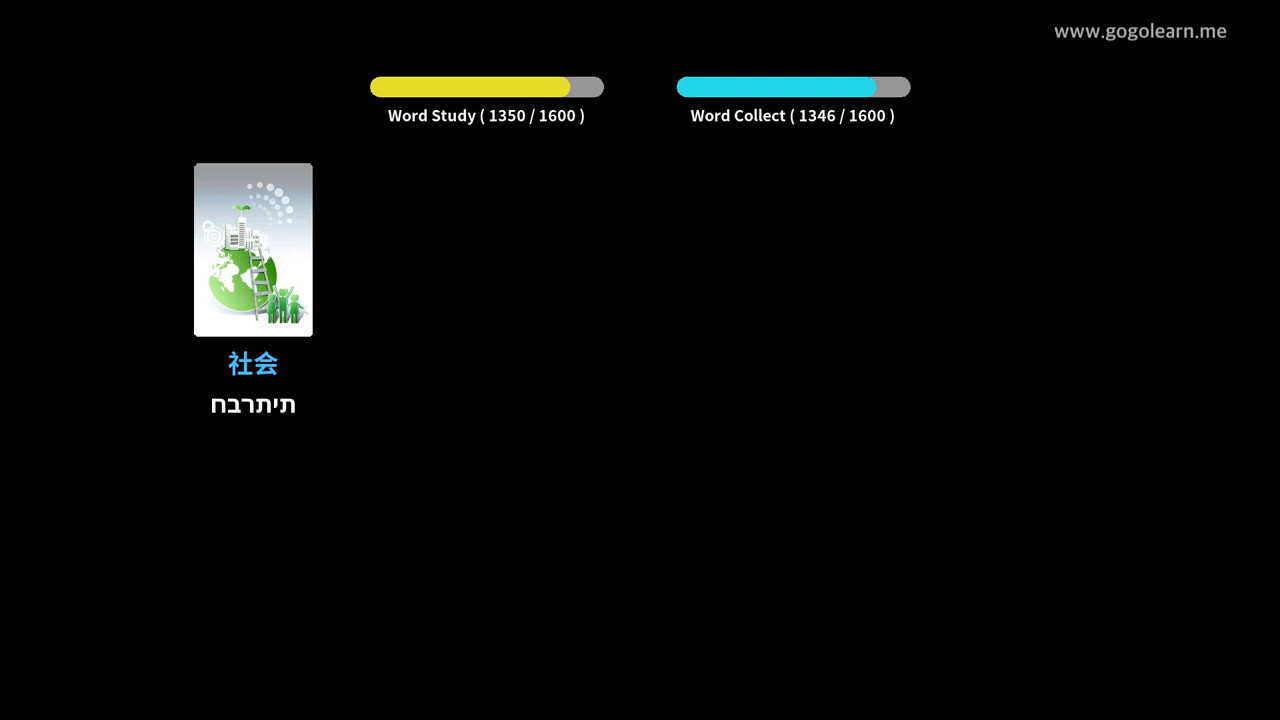 www.gogolearn.me
Word Study ( 1350 / 1600 )
Word Collect ( 1346 / 1600 )
社会
תיתרבח